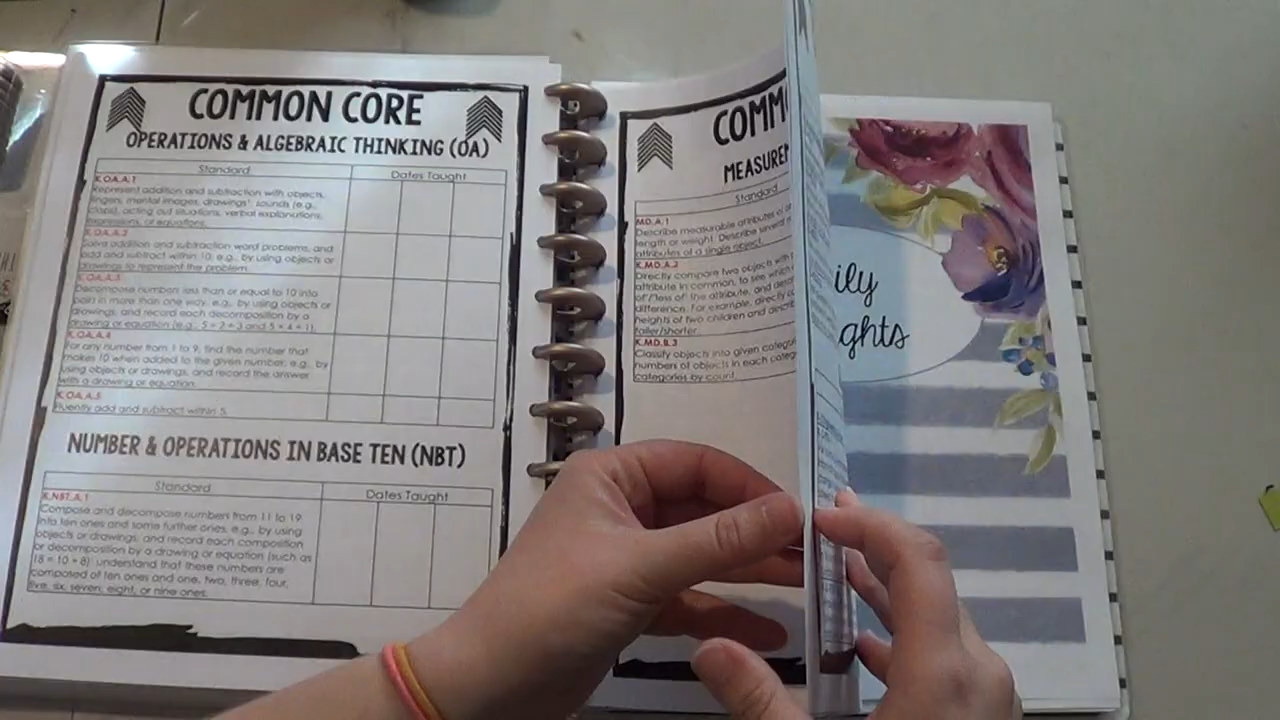 COMMON CORE
OPERATIONS & ALGEBRAIC THINKING (OA)
Standard Dates Taught
K.OA.A.1
Represent addition and subtraction with objects,
fingers, mental images, drawings' sounds (e.g.,
claps), acting out situations, verbal explanations,
expressions, or equations.
K.OA.A.2
Solve addition and subtraction word problems, and
add and subtract within 10, e.g., by using objects or
drawings to represent the problem.
K.OA.A.3
Decompose numbers less than or equal to 10 into
pairs in more than one way, e.g., by using objects or
drawings, and record each decomposition by a
drawing or equation (e.g., 5 = 2 + 3 and 5 = 4 + 1).
K.OA.A.4
For any number from 1 to 9, find the number that
makes 10 when added to the given number, e.g., by
using objects or drawings, and record the answer
with a drawing or equation.
K.OA.A.5
Fluently add and subtract within 5.
NUMBER & OPERATIONS IN BASE TEN (NBT)
Standard Dates Taught
K.NBT.A.1
Compose and decompose numbers from 11 to 19
into ten ones and some further ones, e.g., by using
objects or drawings, and record each composition
or decomposition by a drawing or equation (such as
18 = 10 + 8); understand that these numbers are
composed of ten ones and one, two, three, four,
five, six, seven, eight, or nine ones.
COMM
MEASUREM
Standard
MD.A.1
Describe measurable attributes
length or weight. Describe several
attributes of a single object.
K.MD.A.2
Directly compare two objects with
attribute in common, to see which
of"/"less of" the attribute, and
difference. For example, directly
heights of two children and
taller/shorter.
K.MD.B.3
Classify objects into given
numbers of objects in each
categories by count.
ily
ghts